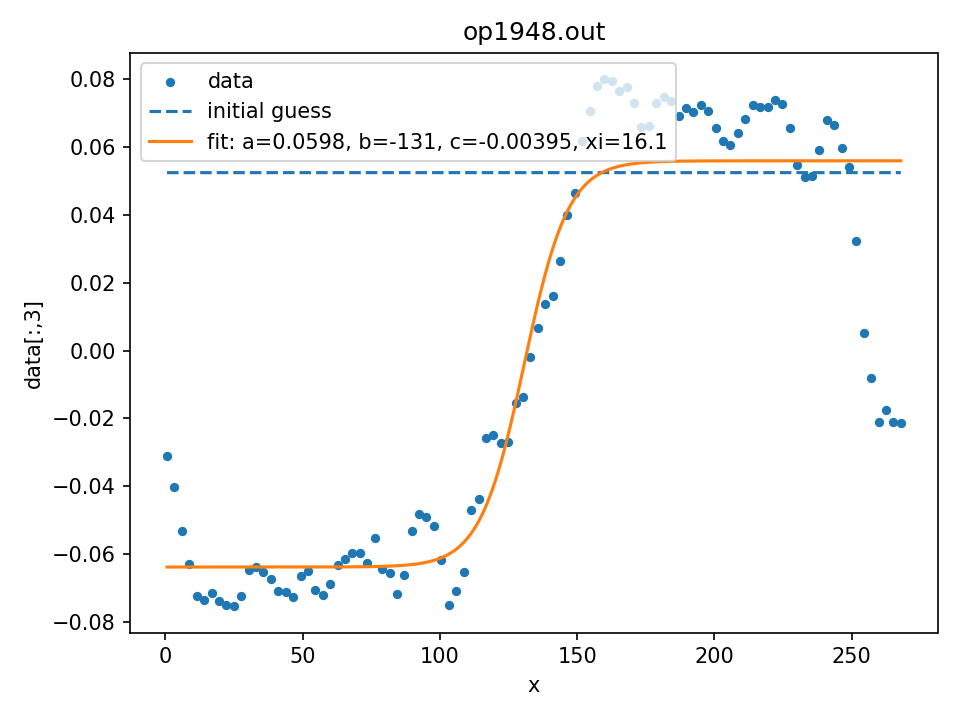 op1948.out
data
initial guess
fit: a=0.0598, b=-131, c=-0.00395, xi=16.1
0.08
0.06
0.04
0.02
0.00
−0.02
−0.04
−0.06
−0.08
data[:,3]
0 50 100 150 200 250
x